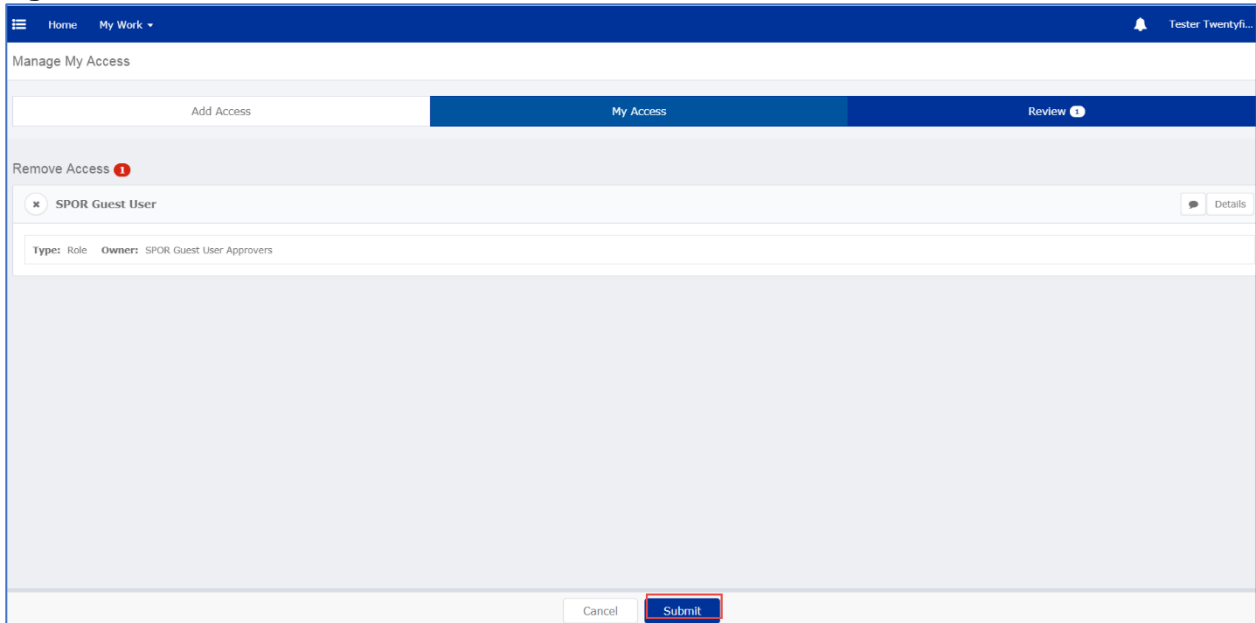 Home My Work
Tester Twentyfi...
Manage My Access
Add Access
My Access
Review 1
Remove Access 1
SPOR Guest User
Details
Type: Role Owner: SPOR Guest User Approvers
Cancel
Submit